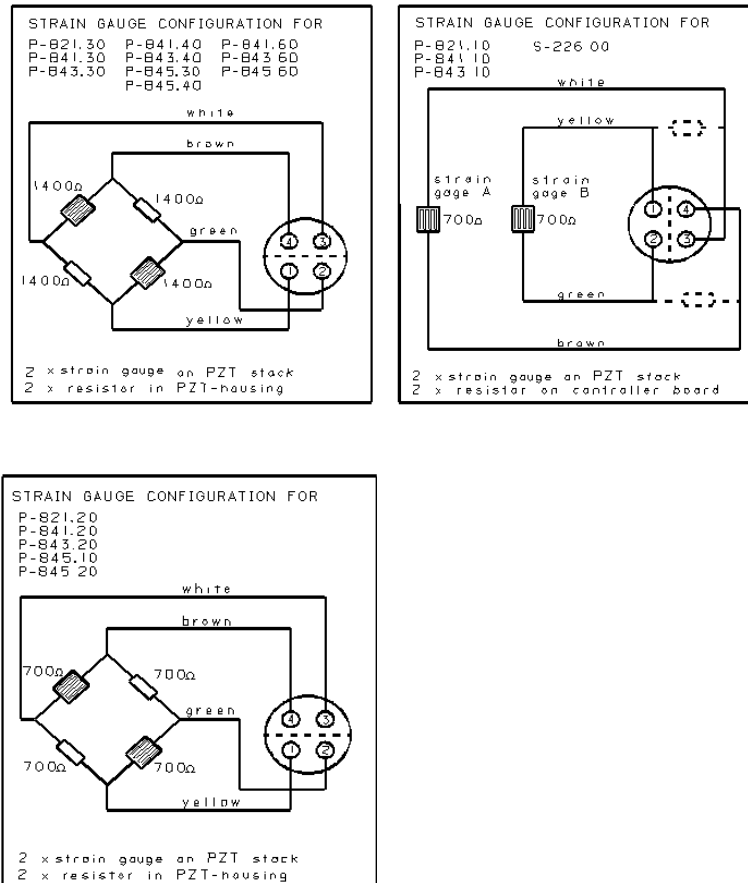 STRAIN GAUGE CONFIGURATION FOR
P-821.30 P-841.40 P-841.60
P-841.30 P-843.40 P-843 60
P-843.30 P-845.30 P-845 60
P-845.40
white
brown
1400Ω
1400Ω
green
4 3
1 2
1400Ω
1400Ω
yellow
2 x strain gauge on PZT stack
2 x resistor in PZT-housing
STRAIN GAUGE CONFIGURATION FOR
P-821.10 S-226 00
P-841 10
P-843 10
white
yellow
strain
gage A
700Ω
strain
gage B
700Ω
1 4
2 3
green
brown
2 x strain gauge on PZT stack
2 x resistor on controller board
STRAIN GAUGE CONFIGURATION FOR
P-821.20
P-841.20
P-843.20
P-845.10
P-845 20
white
brown
700Ω
700Ω
green
4 3
1 2
700Ω
700Ω
yellow
2 x strain gauge on PZT stack
2 x resistor in PZT-housing